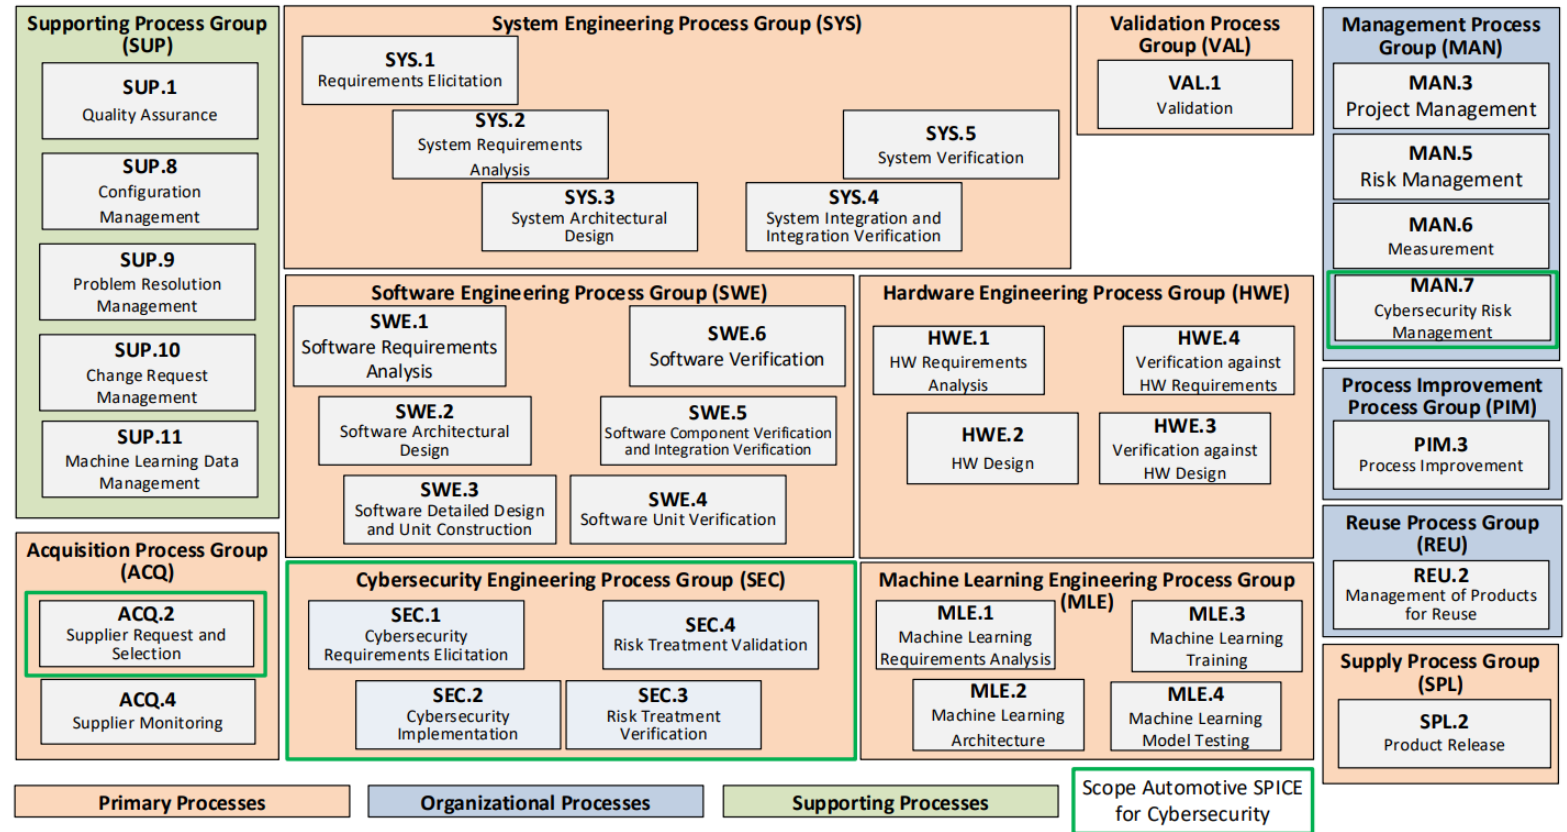 Supporting Process Group
(SUP)
SUP.1
Quality Assurance
SUP.8
Configuration
Management
SUP.9
Problem Resolution
Management
SUP.10
Change Request
Management
SUP.11
Machine Learning Data
Management
Acquisition Process Group
(ACQ)
ACQ.2
Supplier Request and
Selection
ACQ.4
Supplier Monitoring
System Engineering Process Group (SYS)
SYS.1
Requirements Elicitation
SYS.2
System Requirements
Analysis
SYS.3
System Architectural
Design
SYS.5
System Verification
SYS.4
System Integration and
Integration Verification
Software Engineering Process Group (SWE)
SWE.1
Software Requirements
Analysis
SWE.2
Software Architectural
Design
SWE.3
Software Detailed Design
and Unit Construction
SWE.6
Software Verification
SWE.5
Software Component Verification
and Integration Verification
SWE.4
Software Unit Verification
Cybersecurity Engineering Process Group (SEC)
SEC.1
Cybersecurity
Requirements Elicitation
SEC.4
Risk Treatment Validation
SEC.2
Cybersecurity
Implementation
SEC.3
Risk Treatment
Verification
Validation Process
Group (VAL)
VAL.1
Validation
Hardware Engineering Process Group (HWE)
HWE.1
HW Requirements
Analysis
HWE.4
Verification against
HW Requirements
HWE.2
HW Design
HWE.3
Verification against
HW Design
Machine Learning Engineering Process Group
(MLE)
MLE.1
Machine Learning
Requirements Analysis
MLE.3
Machine Learning
Training
MLE.2
Machine Learning
Architecture
MLE.4
Machine Learning
Model Testing
Management Process
Group (MAN)
MAN.3
Project Management
MAN.5
Risk Management
MAN.6
Measurement
MAN.7
Cybersecurity Risk
Management
Process Improvement
Process Group (PIM)
PIM.3
Process Improvement
Reuse Process Group
(REU)
REU.2
Management of Products
for Reuse
Supply Process Group
(SPL)
SPL.2
Product Release
Primary Processes
Organizational Processes
Supporting Processes
Scope Automotive SPICE
for Cybersecurity